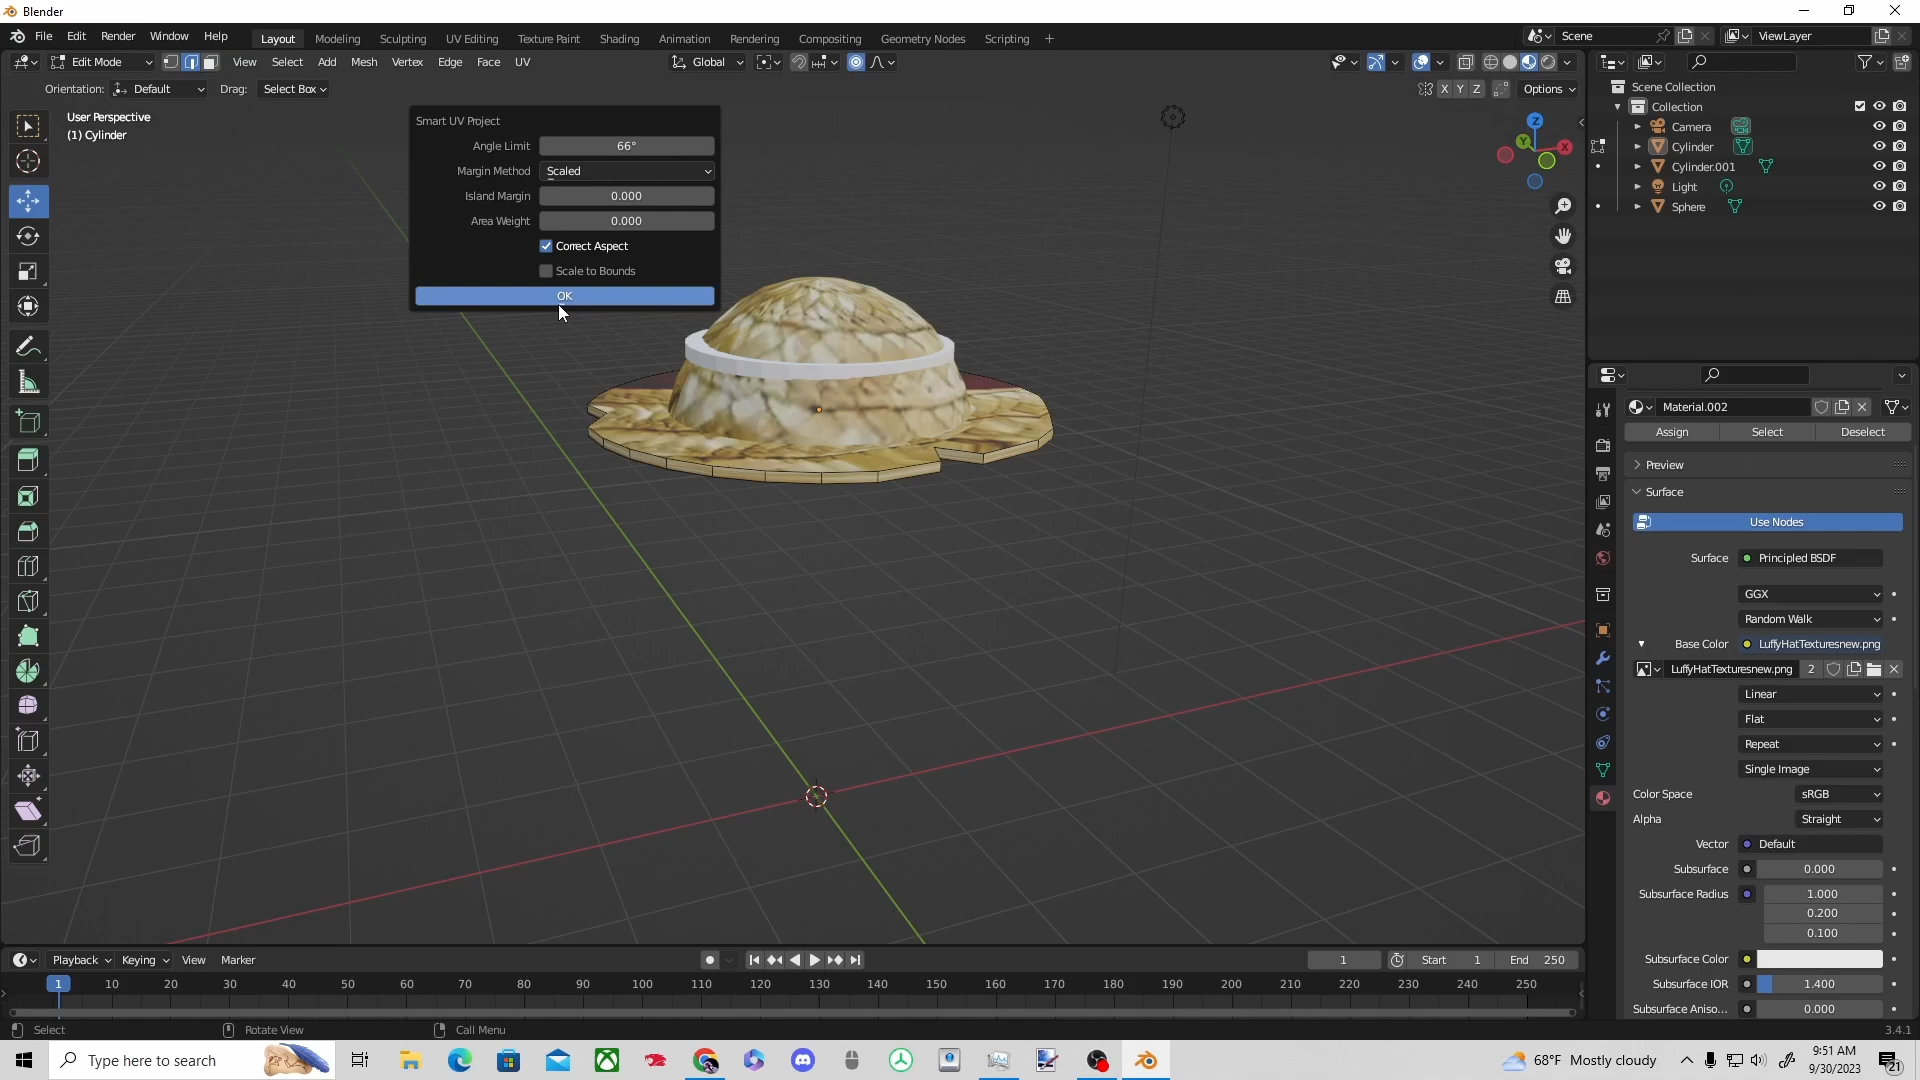 Blender
File Edit Render Window Help Layout Modeling Sculpting UV Editing Texture Paint Shading Animation Rendering Compositing Geometry Nodes Scripting + Scene ViewLayer
Edit Mode View Select Add Mesh Vertex Edge Face UV Global
Orientation: Default Drag: Select Box X Y Z Options
User Perspective
(1) Cylinder
Smart UV Project
Angle Limit 66°
Margin Method Scaled
Island Margin 0.000
Area Weight 0.000
Correct Aspect
Scale to Bounds
OK
Z
Y
X
Scene Collection
Collection
Camera
Cylinder
Cylinder.001
Light
Sphere
Material.002
Assign Select Deselect
Preview
Surface
Use Nodes
Surface Principled BSDF
GGX
Random Walk
Base Color LuffyHatTexturesnew.png
LuffyHatTexturesnew.png 2
Linear
Flat
Repeat
Single Image
Color Space sRGB
Alpha Straight
Vector Default
Subsurface 0.000
Subsurface Radius 1.000
0.200
0.100
Subsurface Color
Subsurface IOR 1.400
Subsurface Aniso... 0.000
Playback Keying View Marker 1 Start 1 End 250
1 10 20 30 40 50 60 70 80 90 100 110 120 130 140 150 160 170 180 190 200 210 220 230 240 250
Select Rotate View Call Menu 3.4.1
Type here to search 68°F Mostly cloudy 9:51 AM
9/30/2023 21